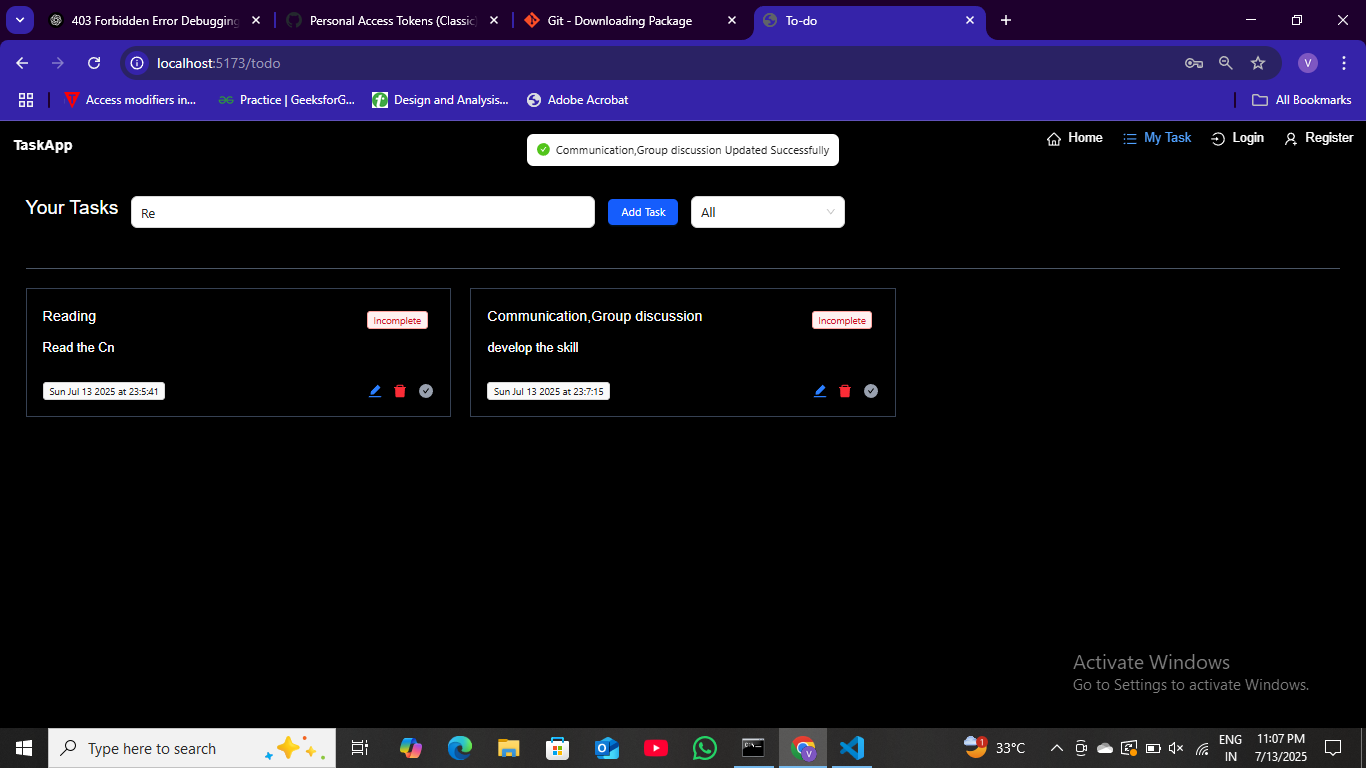 403 Forbidden Error Debugging
Personal Access Tokens (Classic)
Git - Downloading Package
To-do
localhost:5173/todo
V
Access modifiers in...
Practice | GeeksforG...
Design and Analysis...
Adobe Acrobat
All Bookmarks
TaskApp
Communication,Group discussion Updated Successfully
Home
My Task
Login
Register
Your Tasks
Re
Add Task
All
Reading
Incomplete
Read the Cn
Sun Jul 13 2025 at 23:5:41
Communication,Group discussion
Incomplete
develop the skill
Sun Jul 13 2025 at 23:7:15
Activate Windows
Go to Settings to activate Windows.
Type here to search
1
33°C
ENG
IN
11:07 PM
7/13/2025